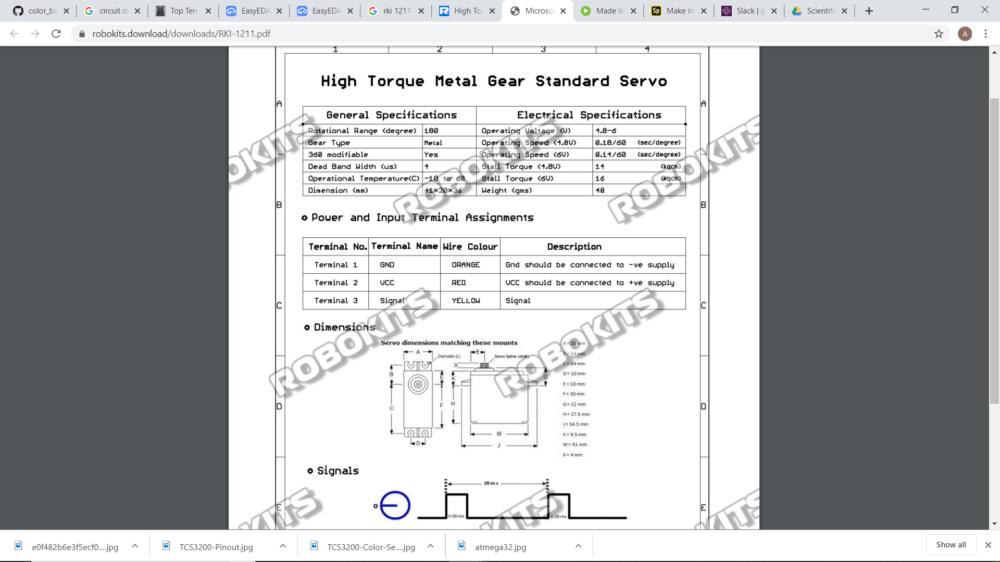 color_ba
circuit de
Top Ten
EasyEDA
EasyEDA
rki 1211
High Tor
Microso
Made In
Make Im
Slack | g
Scientific
robokits.download/downloads/RKI-1211.pdf
A
1 2 3 4
High Torque Metal Gear Standard Servo
A A
General Specifications Electrical Specifications
Rotational Range (degree) 180 Operating Voltage (V) 4.8-6
Gear Type Metal Operating Speed (4.8V) 0.18/60 (sec/degree)
360 modifiable Yes Operating Speed (6V) 0.14/60 (sec/degree)
Dead Band Width (us) 4 Stall Torque (4.8V) 14 (kgcm)
Operational Temperature(C) -10 to 60 Stall Torque (6V) 16 (kgcm)
Dimension (mm) 41*20*36 Weight (gms) 48
B B
Power and Input Terminal Assignments
Terminal No. Terminal Name Wire Colour Description
Terminal 1 GND ORANGE Gnd should be connected to -ve supply
Terminal 2 VCC RED VCC should be connected to +ve supply
Terminal 3 Signal YELLOW Signal
C C
Dimensions
Servo dimensions matching these mounts
A Diameter (L) E Servo Spline (shaft)
X
B E K G
C F H
D M
J
A = 20 mm
B = 14 mm
C = 34 mm
D = 10 mm
E = 10 mm
F = 30 mm
G = 12 mm
H = 27.5 mm
J = 54.5 mm
K = 9.5 mm
M = 41 mm
X = 4 mm
D D
Signals
20 m s
0
0.55 ms 0.55 ms
E E
ROBOKITS
ROBOKITS
ROBOKITS
ROBOKITS
ROBOKITS
e0f482b6e3f5ecf0....jpg
TCS3200-Pinout.jpg
TCS3200-Color-Se....jpg
atmega32.jpg
Show all